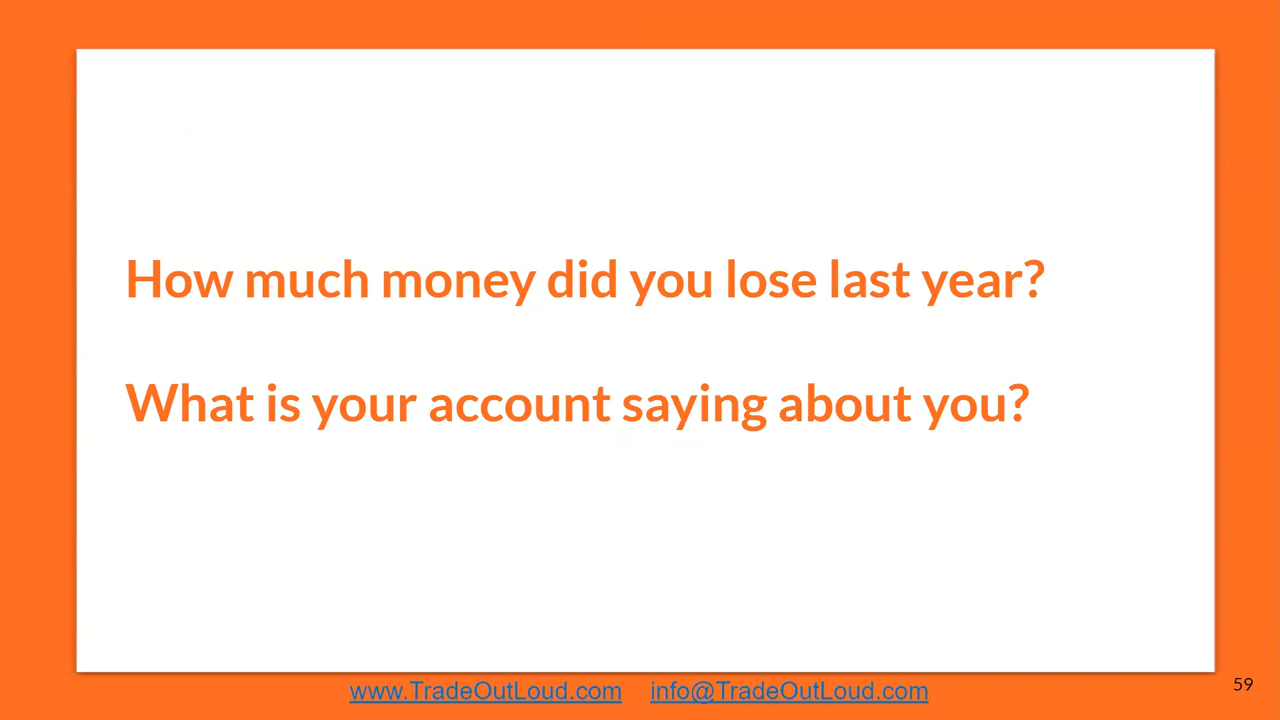 How much money did you lose last year?
What is your account saying about you?
www.TradeOutLoud.com info@TradeOutLoud.com
59